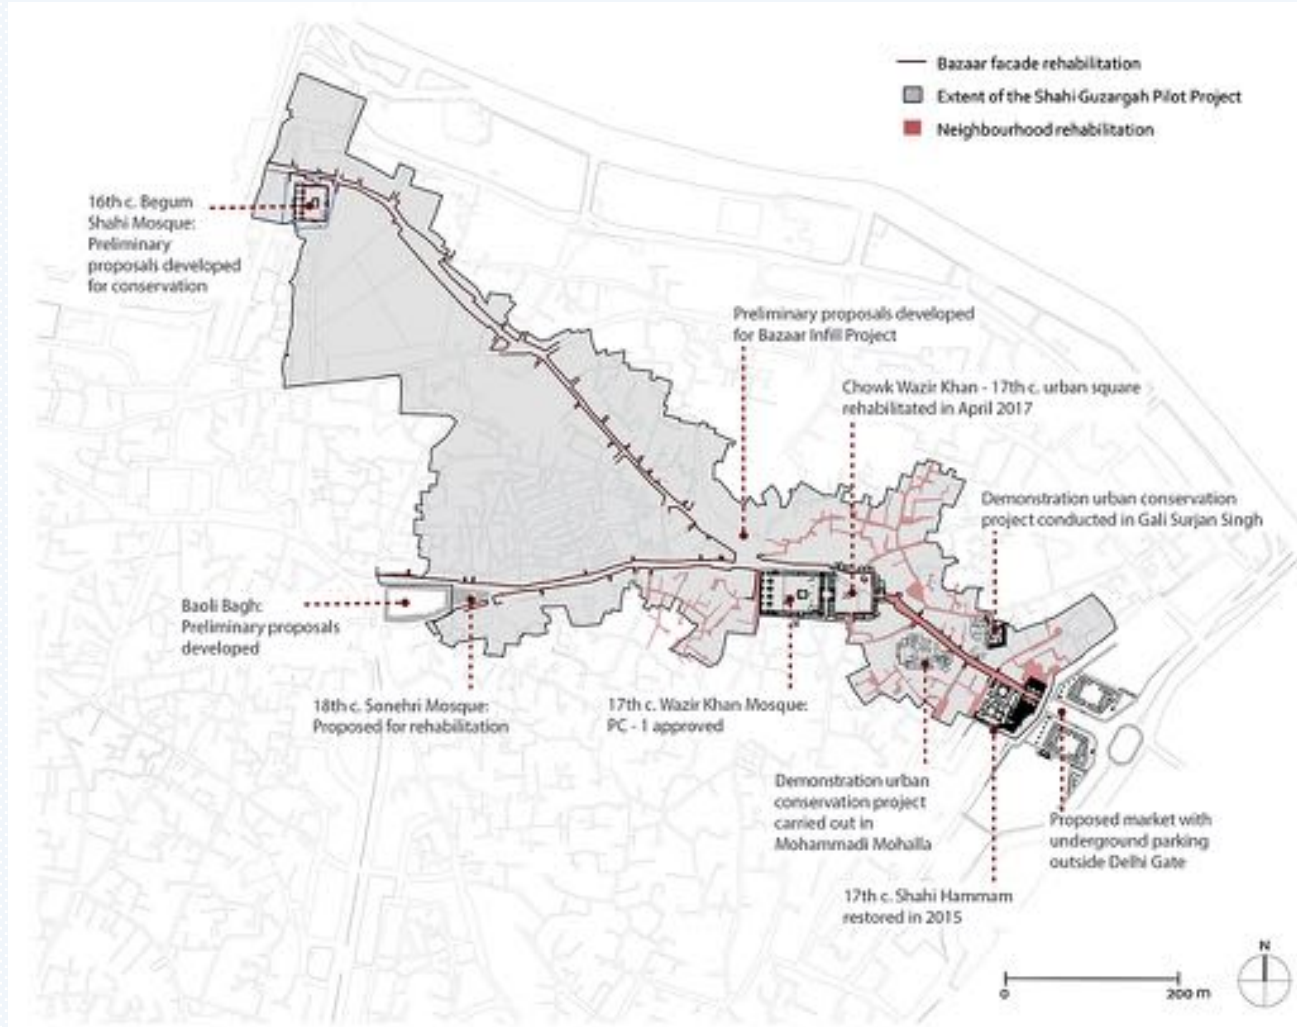 Bazaar facade rehabilitation
Extent of the Shahi Guzargah Pilot Project
Neighbourhood rehabilitation
16th c. Begum
Shahi Mosque:
Preliminary
proposals developed
for conservation
Preliminary proposals developed
for Bazaar Infill Project
Chowk Wazir Khan - 17th c. urban square
rehabilitated in April 2017
Demonstration urban conservation
project conducted in Gali Surjan Singh
Baoli Bagh:
Preliminary proposals
developed
18th c. Sonehri Mosque:
Proposed for rehabilitation
17th c. Wazir Khan Mosque:
PC - 1 approved
Demonstration urban
conservation project
carried out in
Mohammadi Mohalla
Proposed market with
underground parking
outside Delhi Gate
17th c. Shahi Hammam
restored in 2015
N
0 200 m